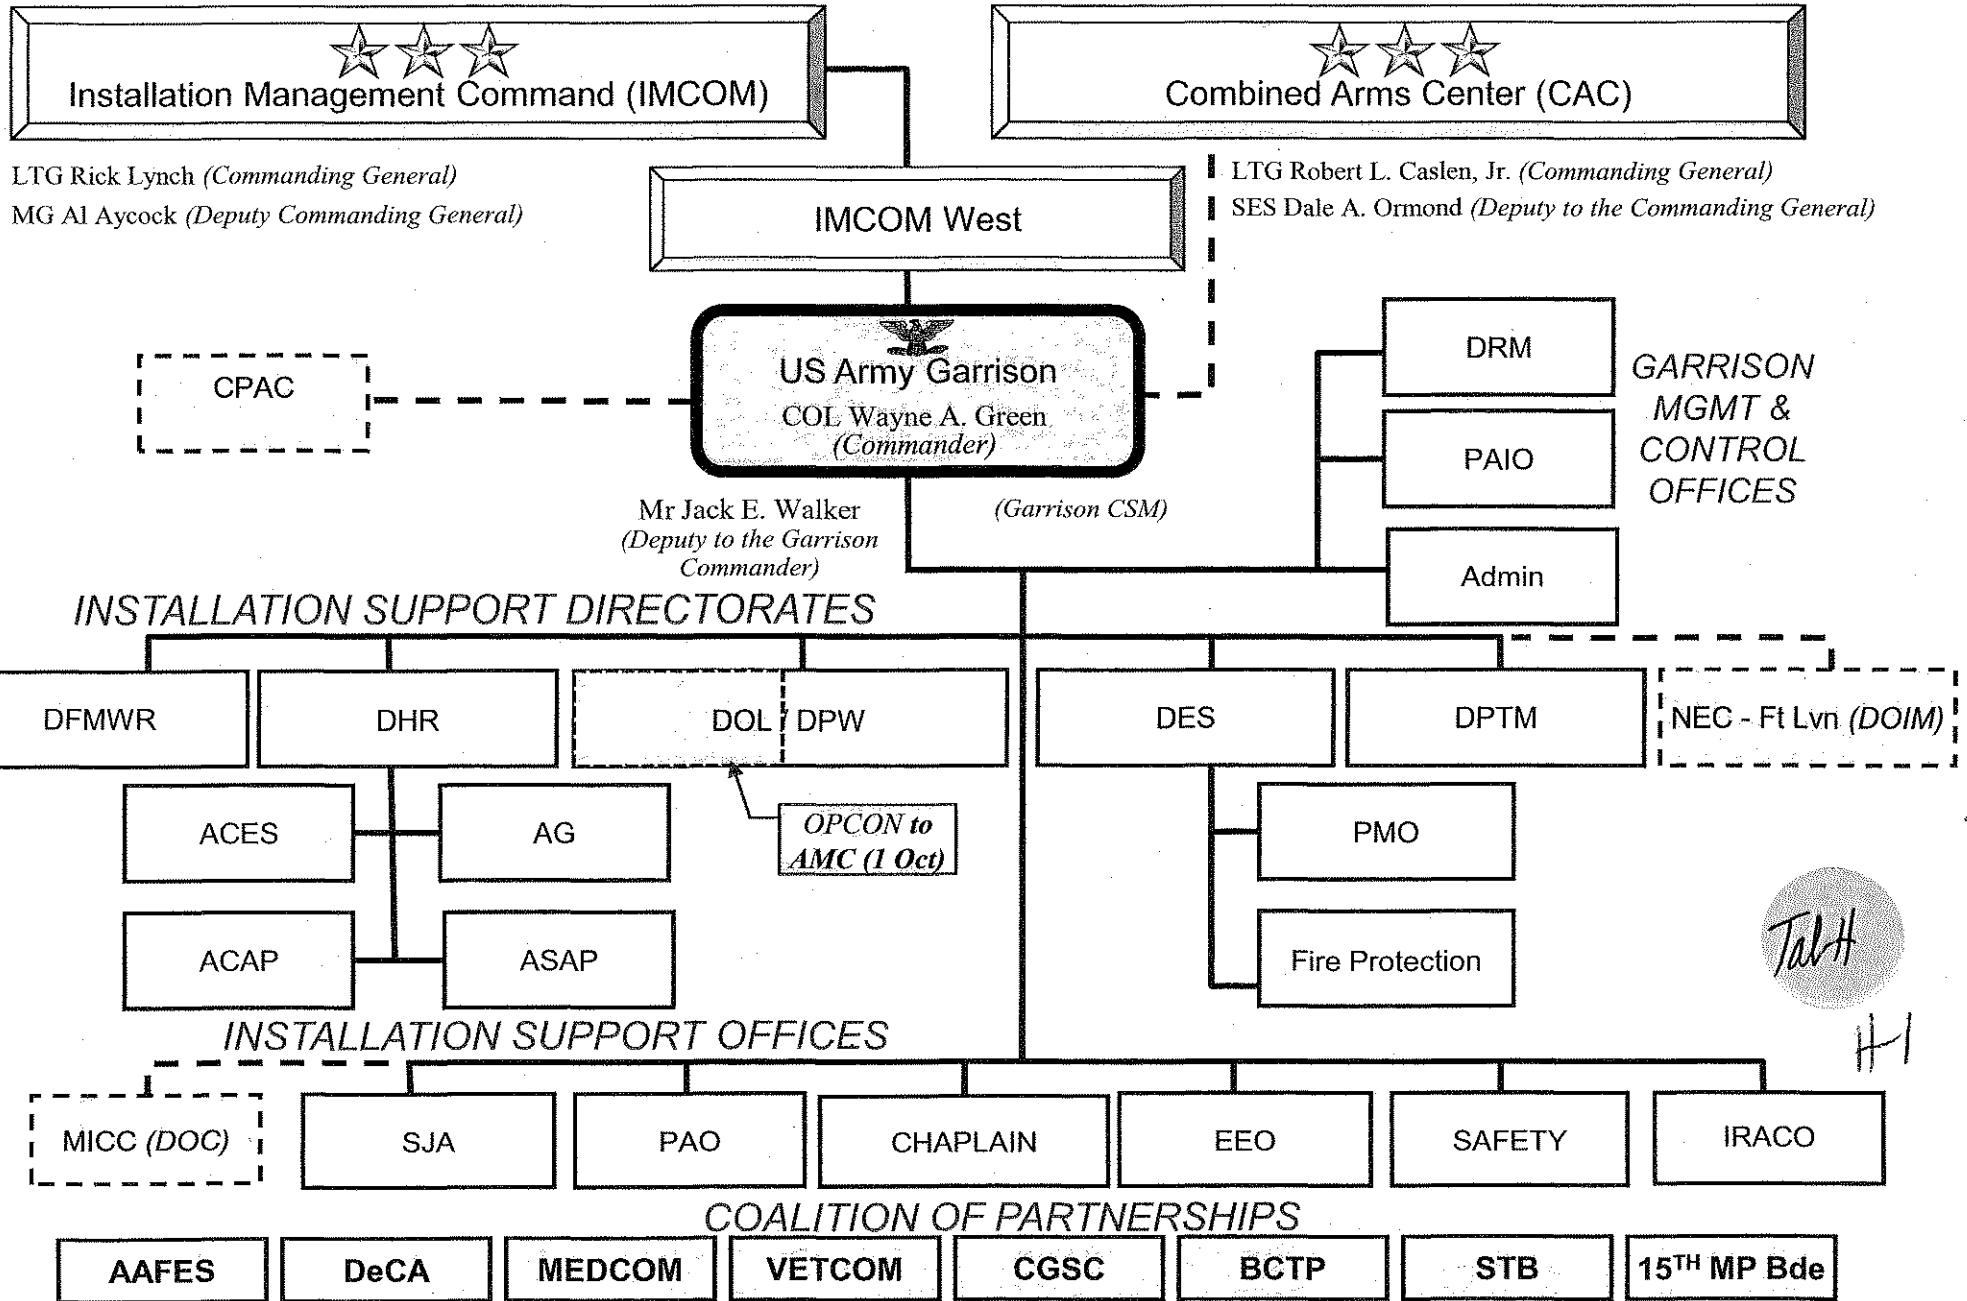 Installation Management Command (IMCOM)
Combined Arms Center (CAC)
LTG Rick Lynch (Commanding General)
MG Al Aycock (Deputy Commanding General)
LTG Robert L. Caslen, Jr. (Commanding General)
SES Dale A. Ormond (Deputy to the Commanding General)
IMCOM West
US Army Garrison
COL Wayne A. Green
(Commander)
CPAC
Mr Jack E. Walker
(Deputy to the Garrison
Commander)
(Garrison CSM)
DRM
PAIO
Admin
GARRISON
MGMT &
CONTROL
OFFICES
INSTALLATION SUPPORT DIRECTORATES
DFMWR
DHR
DOL / DPW
DES
DPTM
NEC - Ft Lvn (DOIM)
ACES
AG
OPCON to
AMC (1 Oct)
PMO
ACAP
ASAP
Fire Protection
Tab H
H-1
INSTALLATION SUPPORT OFFICES
MICC (DOC)
SJA
PAO
CHAPLAIN
EEO
SAFETY
IRACO
COALITION OF PARTNERSHIPS
AAFES
DeCA
MEDCOM
VETCOM
CGSC
BCTP
STB
15TH MP Bde